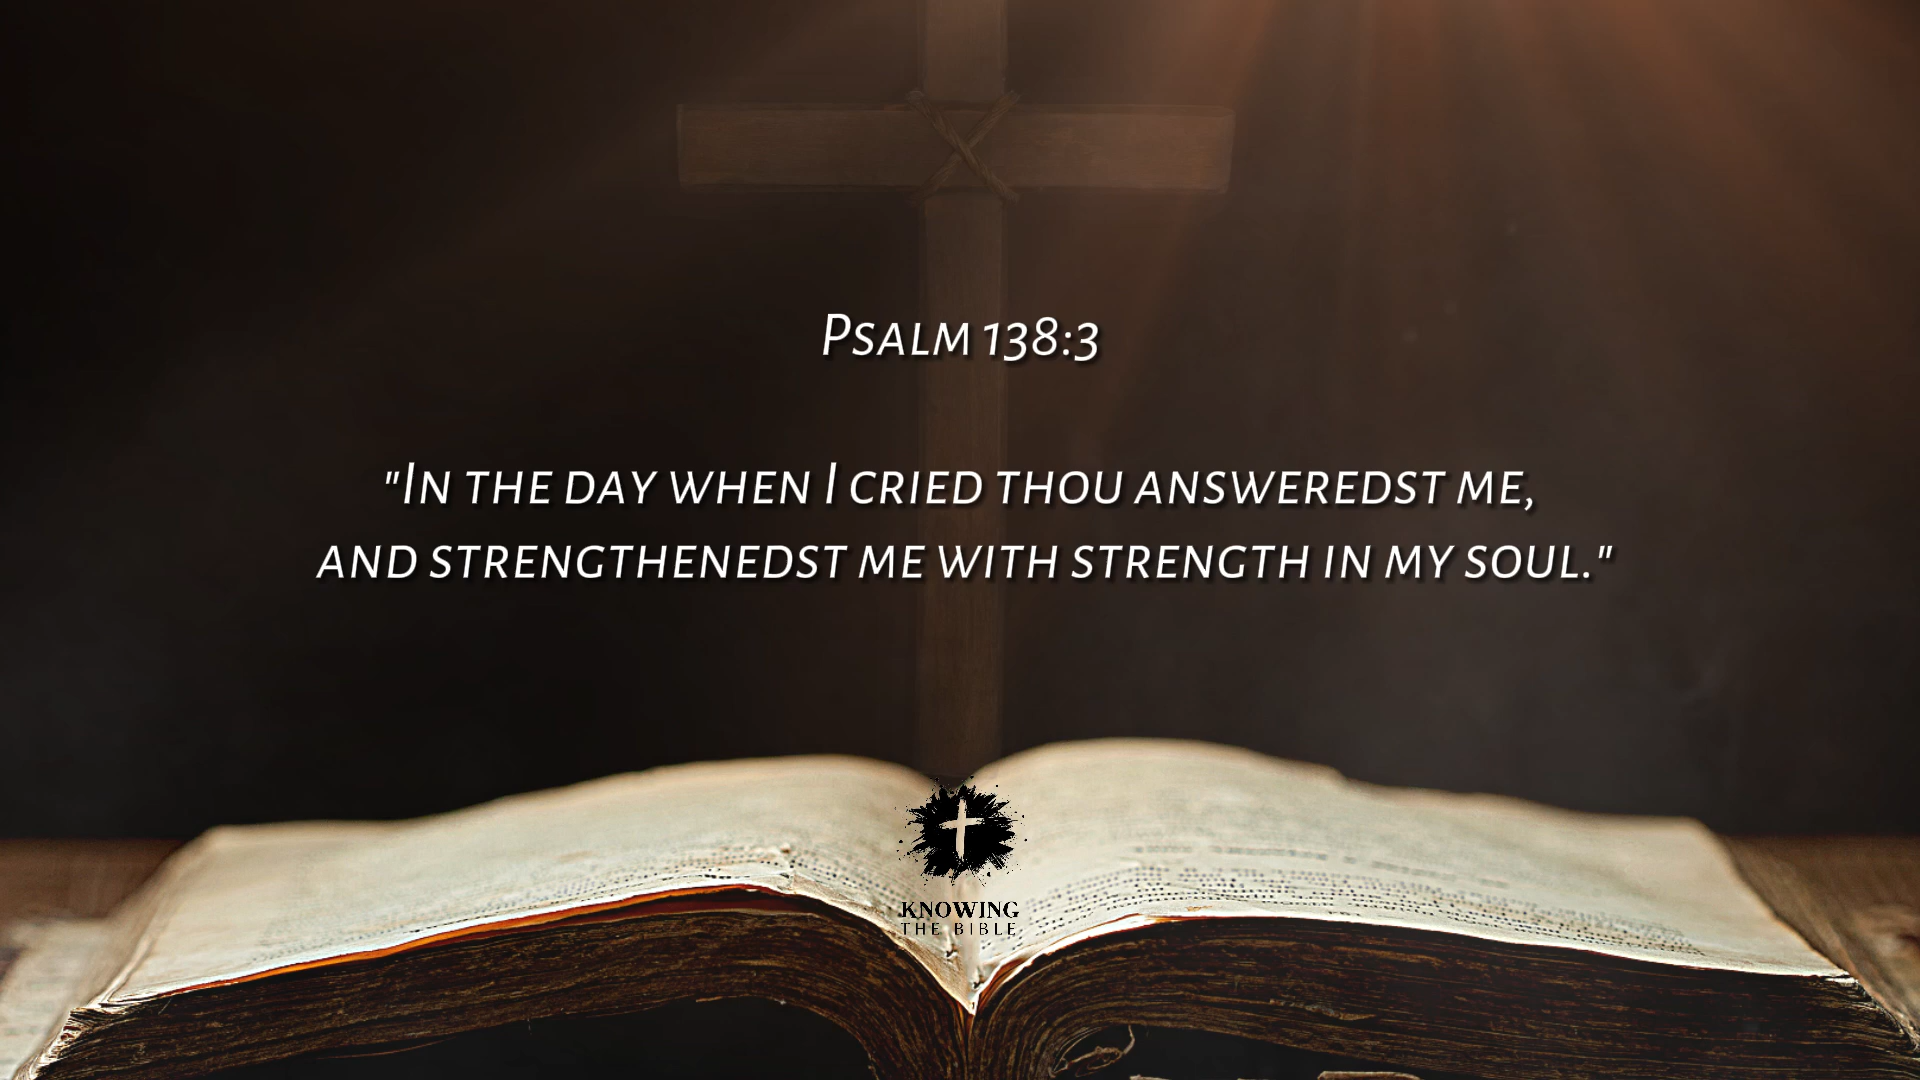 Psalm 138:3
"In the day when I cried thou answeredst me,
and strengthenedst me with strength in my soul."
KNOWING
THE BIBLE